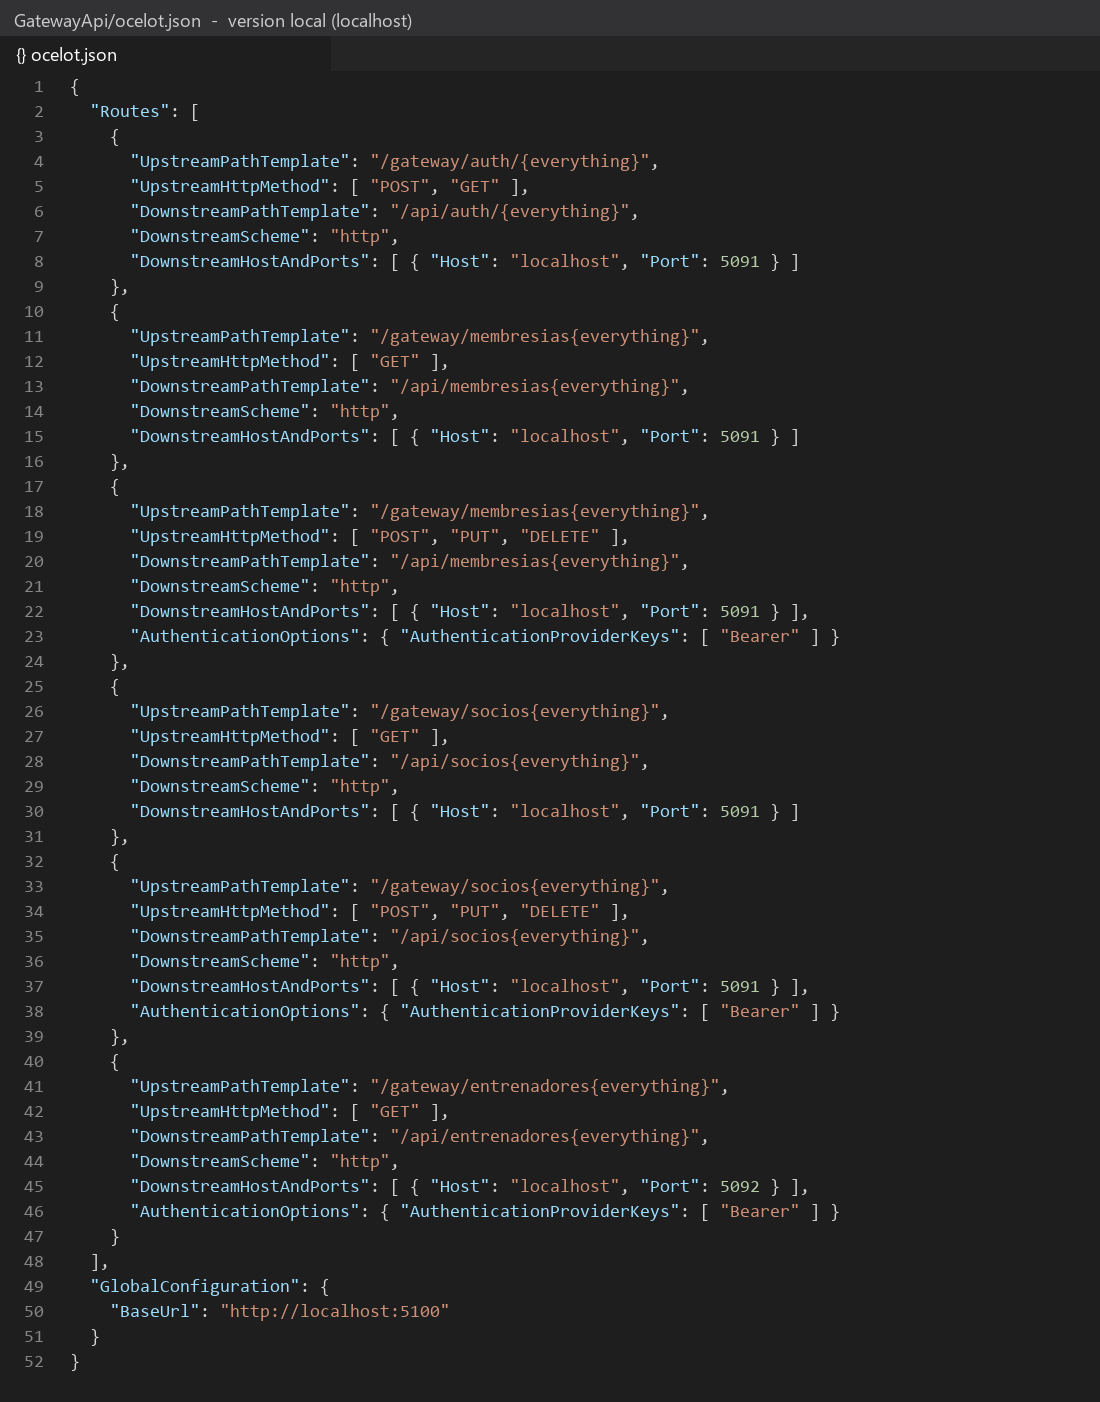 GatewayApi/ocelot.json - version local (localhost)
{} ocelot.json
1 {
2 "Routes": [
3 {
4 "UpstreamPathTemplate": "/gateway/auth/{everything}",
5 "UpstreamHttpMethod": [ "POST", "GET" ],
6 "DownstreamPathTemplate": "/api/auth/{everything}",
7 "DownstreamScheme": "http",
8 "DownstreamHostAndPorts": [ { "Host": "localhost", "Port": 5091 } ]
9 },
10 {
11 "UpstreamPathTemplate": "/gateway/membresias{everything}",
12 "UpstreamHttpMethod": [ "GET" ],
13 "DownstreamPathTemplate": "/api/membresias{everything}",
14 "DownstreamScheme": "http",
15 "DownstreamHostAndPorts": [ { "Host": "localhost", "Port": 5091 } ]
16 },
17 {
18 "UpstreamPathTemplate": "/gateway/membresias{everything}",
19 "UpstreamHttpMethod": [ "POST", "PUT", "DELETE" ],
20 "DownstreamPathTemplate": "/api/membresias{everything}",
21 "DownstreamScheme": "http",
22 "DownstreamHostAndPorts": [ { "Host": "localhost", "Port": 5091 } ],
23 "AuthenticationOptions": { "AuthenticationProviderKeys": [ "Bearer" ] }
24 },
25 {
26 "UpstreamPathTemplate": "/gateway/socios{everything}",
27 "UpstreamHttpMethod": [ "GET" ],
28 "DownstreamPathTemplate": "/api/socios{everything}",
29 "DownstreamScheme": "http",
30 "DownstreamHostAndPorts": [ { "Host": "localhost", "Port": 5091 } ]
31 },
32 {
33 "UpstreamPathTemplate": "/gateway/socios{everything}",
34 "UpstreamHttpMethod": [ "POST", "PUT", "DELETE" ],
35 "DownstreamPathTemplate": "/api/socios{everything}",
36 "DownstreamScheme": "http",
37 "DownstreamHostAndPorts": [ { "Host": "localhost", "Port": 5091 } ],
38 "AuthenticationOptions": { "AuthenticationProviderKeys": [ "Bearer" ] }
39 },
40 {
41 "UpstreamPathTemplate": "/gateway/entrenadores{everything}",
42 "UpstreamHttpMethod": [ "GET" ],
43 "DownstreamPathTemplate": "/api/entrenadores{everything}",
44 "DownstreamScheme": "http",
45 "DownstreamHostAndPorts": [ { "Host": "localhost", "Port": 5092 } ],
46 "AuthenticationOptions": { "AuthenticationProviderKeys": [ "Bearer" ] }
47 }
48 ],
49 "GlobalConfiguration": {
50 "BaseUrl": "http://localhost:5100"
51 }
52 }